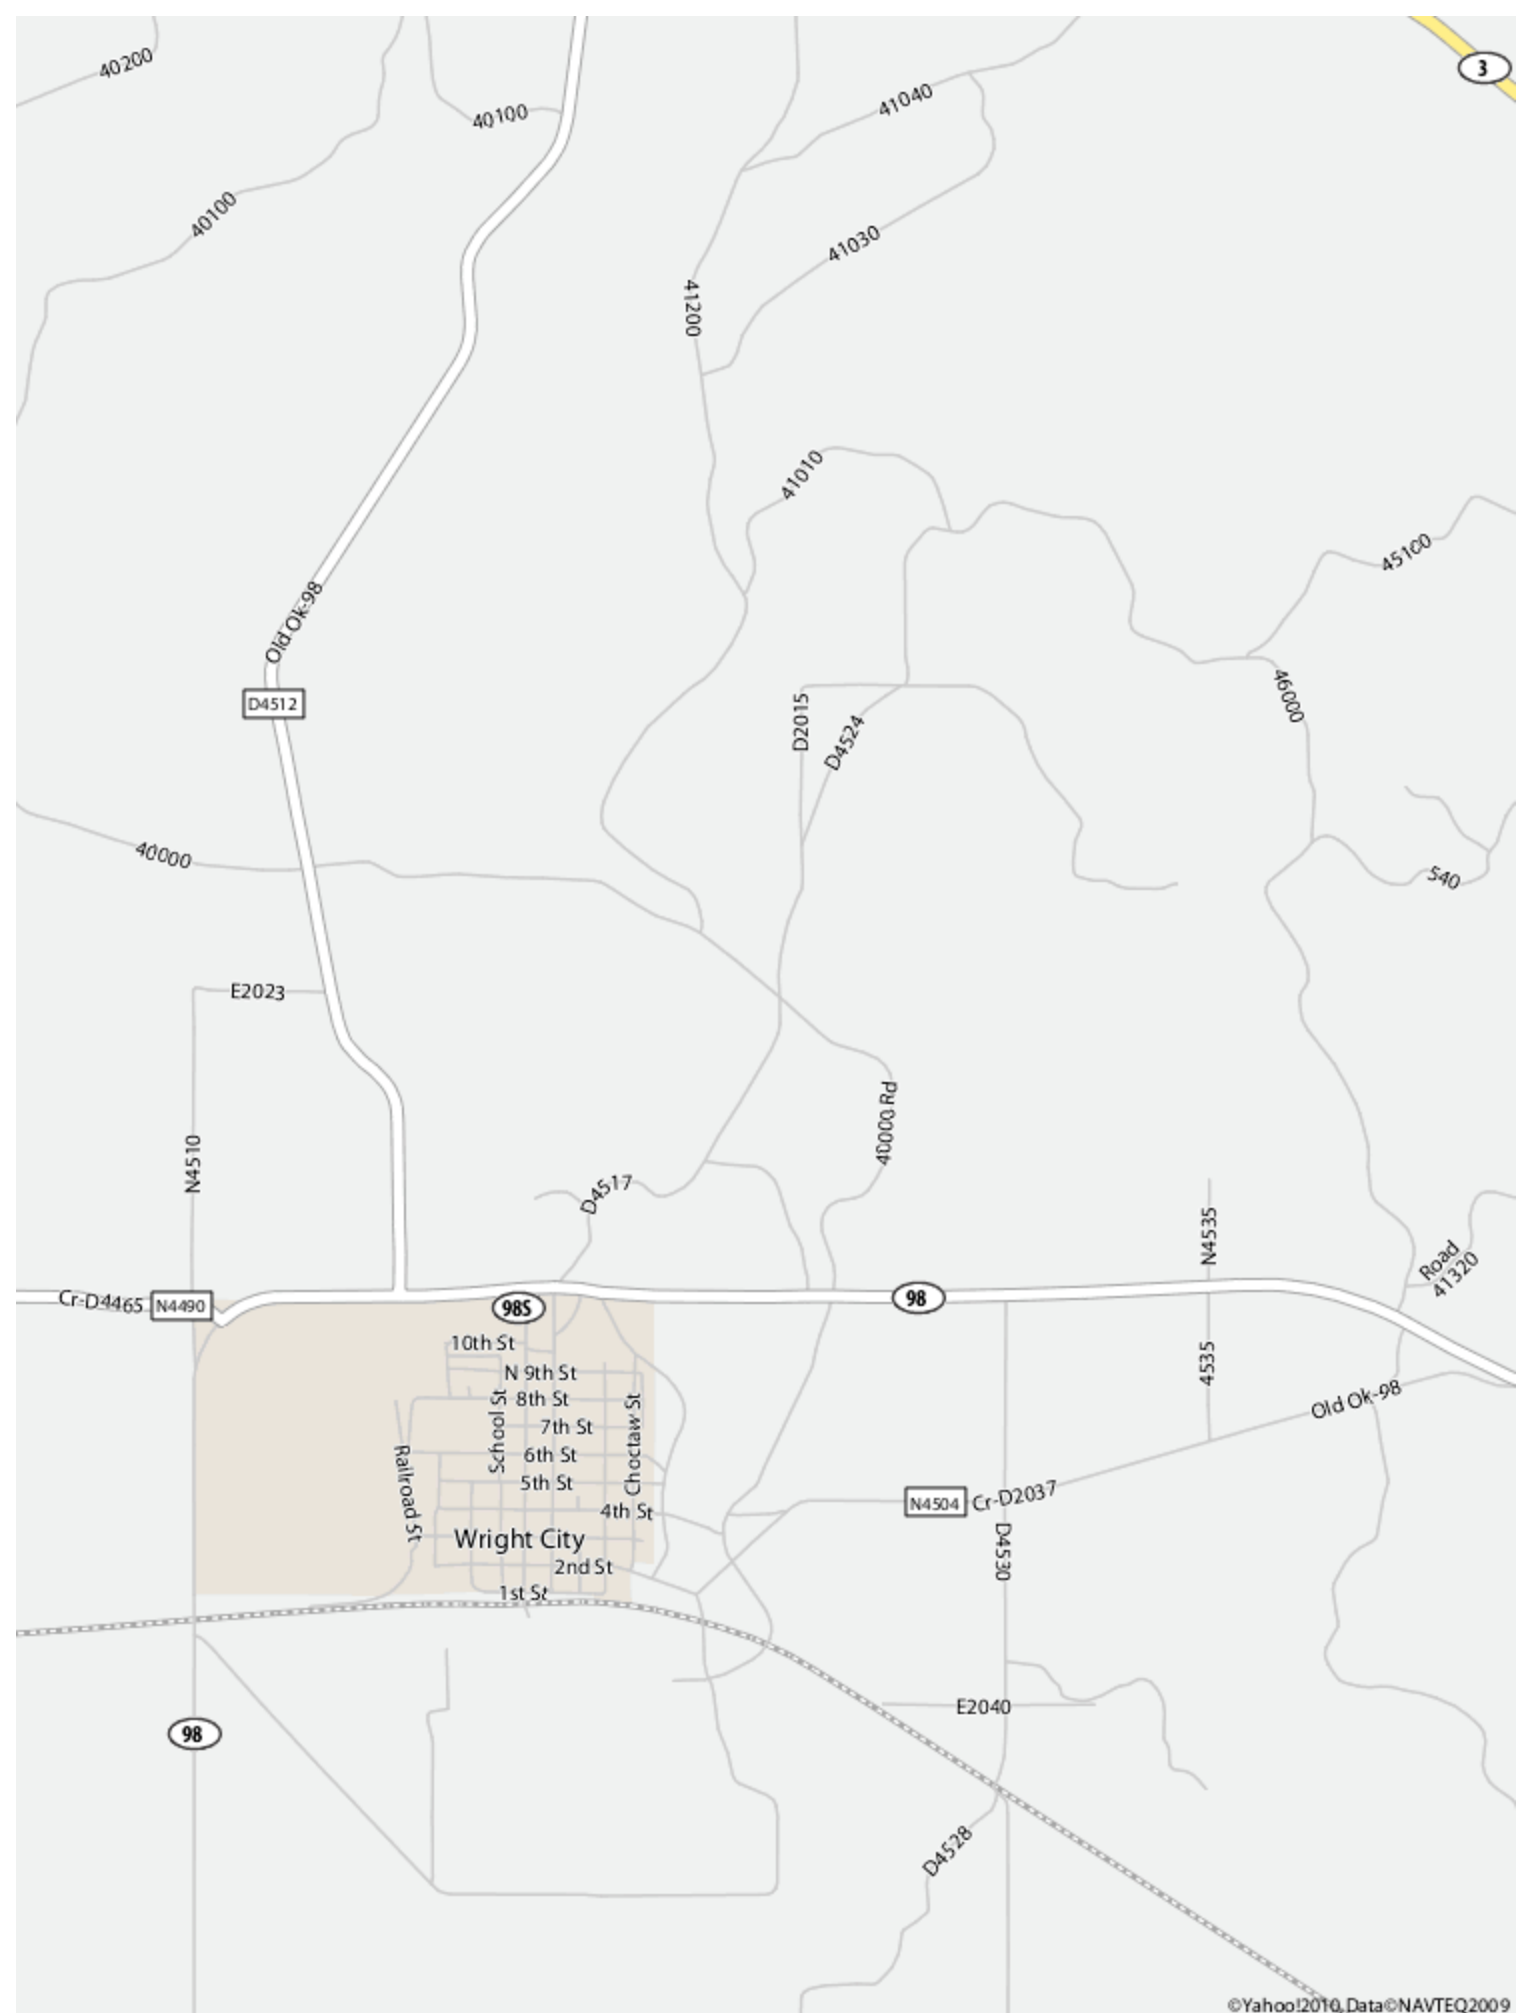 40200
3
40100
41040
40100
41030
41200
41010
45100
Old Ok-98
46000
D4512
D2015
D4524
40000
540
E2023
40000 Rd
N4510
D4517
N4535
Road
41320
Cr-D4465
N4490
98S
98
10th St
4535
N 9th St
8th St
School St
Choctaw St
Old Ok-98
7th St
6th St
Railroad St
5th St
4th St
N4504
Cr-D2037
Wright City
D4530
2nd St
1st St
E2040
98
D4528
©Yahoo!2010, Data©NAVTEQ2009